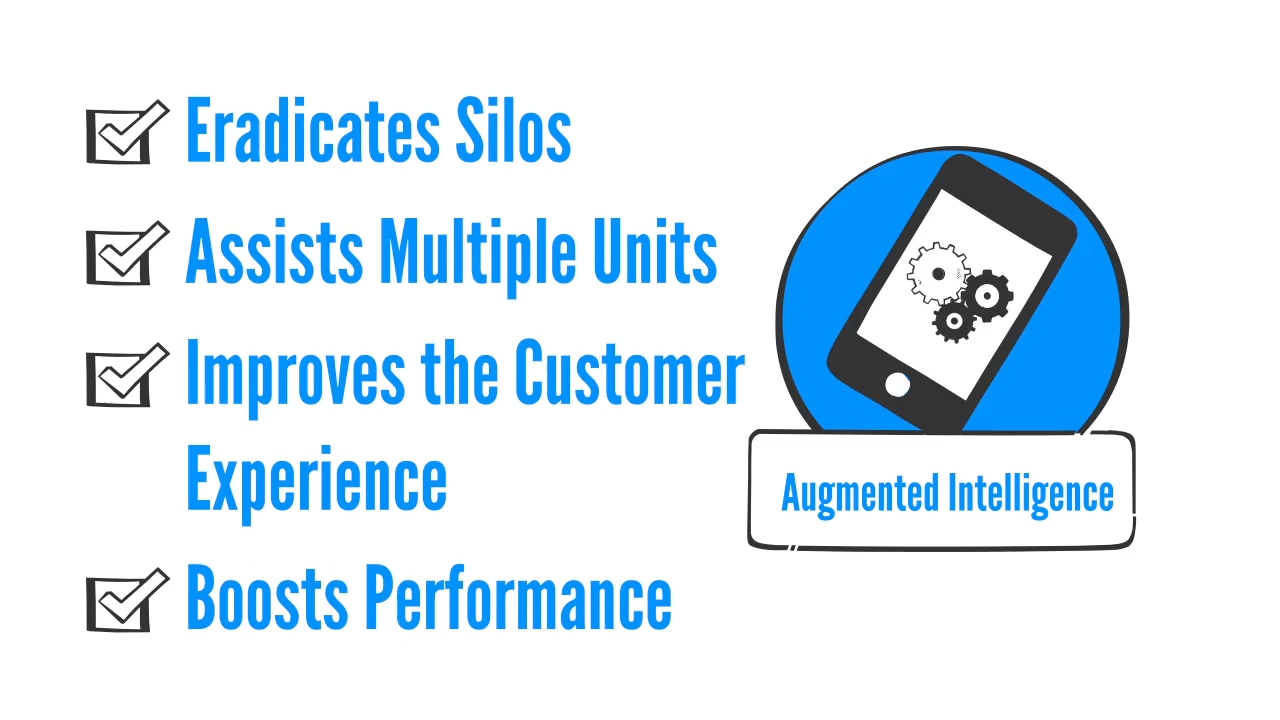 Eradicates Silos
Assists Multiple Units
Improves the Customer
Experience
Boosts Performance
Augmented Intelligence